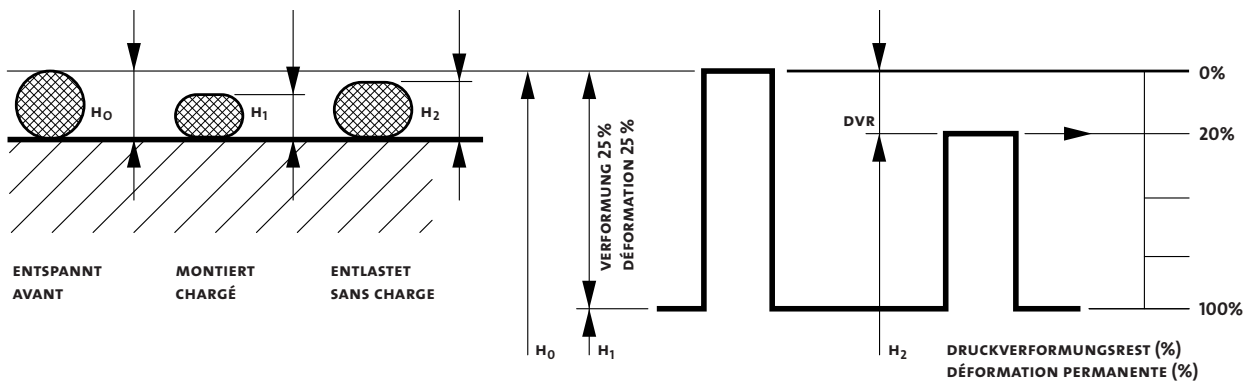 H0
H1
H2
ENTSPANNT
AVANT
MONTIERT
CHARGÉ
ENTLASTET
SANS CHARGE
VERFORMUNG 25 %
DÉFORMATION 25 %
H0
H1
DVR
H2
0%
20%
100%
DRUCKVERFORMUNGSREST (%)
DÉFORMATION PERMANENTE (%)